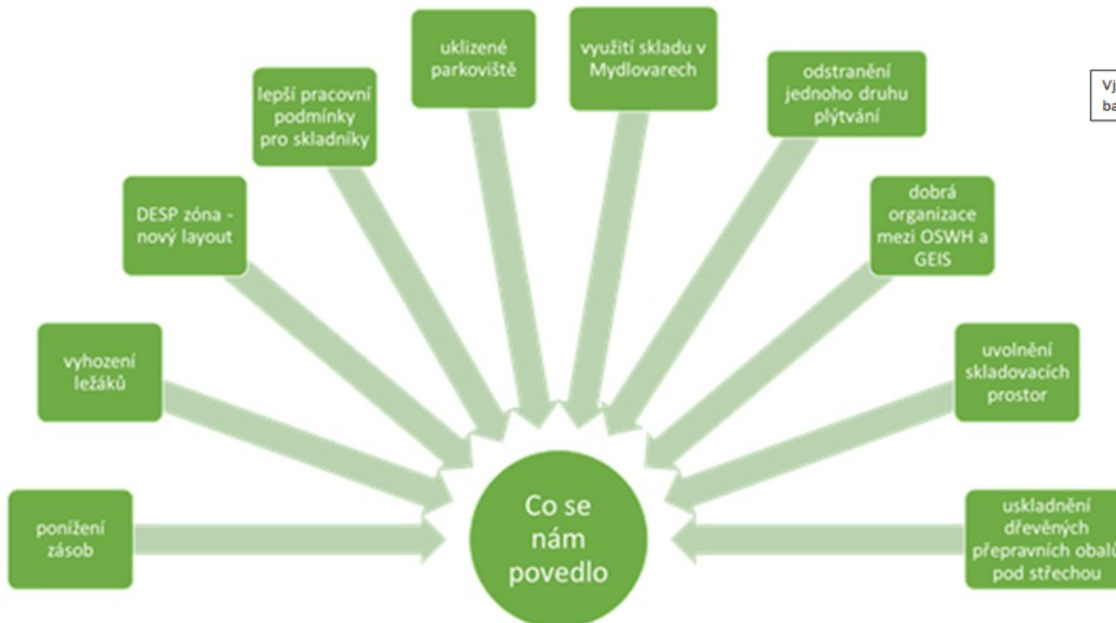 uklizené
parkoviště
využití skladu v
Mydlovarech
odstranění
jednoho druhu
plýtvání
lepší pracovní
podmínky
pro skladníky
DESP zóna -
nový layout
dobrá
organizace
mezi OSWH a
GEIS
vyhození
ležáků
uvolnění
skladovacích
prostor
ponížení
zásob
Co se
nám
povedlo
uskladnění
dřevěných
přepravních obalů
pod střechou